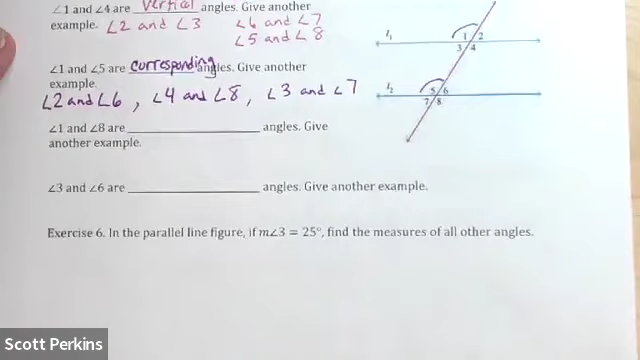 ∠1 and ∠4 are vertical angles. Give another
example. ∠2 and ∠3 ∠6 and ∠7
∠5 and ∠8
∠1 and ∠5 are corresponding angles. Give another
example.
∠2 and ∠6 , ∠4 and ∠8 , ∠3 and ∠7
∠1 and ∠8 are ____________ angles. Give
another example.
∠3 and ∠6 are ____________ angles. Give another example.
Exercise 6. In the parallel line figure, if m∠3 = 25°, find the measures of all other angles.
l₁ 1 2
3 4
l₂ 5 6
7 8
Scott Perkins